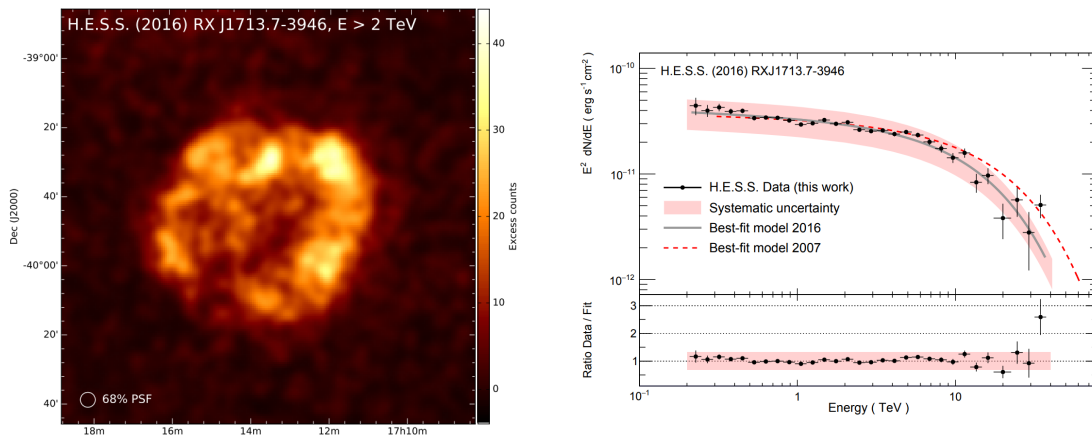 H.E.S.S. (2016) RX J1713.7-3946, E > 2 TeV
-39°00'
20'
40'
-40°00'
20'
40'
Dec (J2000)
68% PSF
18m 16m 14m 12m 17h10m
40
30
20
10
0
Excess counts
H.E.S.S. (2016) RXJ1713.7-3946
E² dN/dE ( erg s⁻¹ cm⁻²)
10⁻¹⁰
10⁻¹¹
10⁻¹²
H.E.S.S. Data (this work)
Systematic uncertainty
Best-fit model 2016
Best-fit model 2007
Ratio Data / Fit
3
2
1
10⁻¹ 1 10
Energy ( TeV )